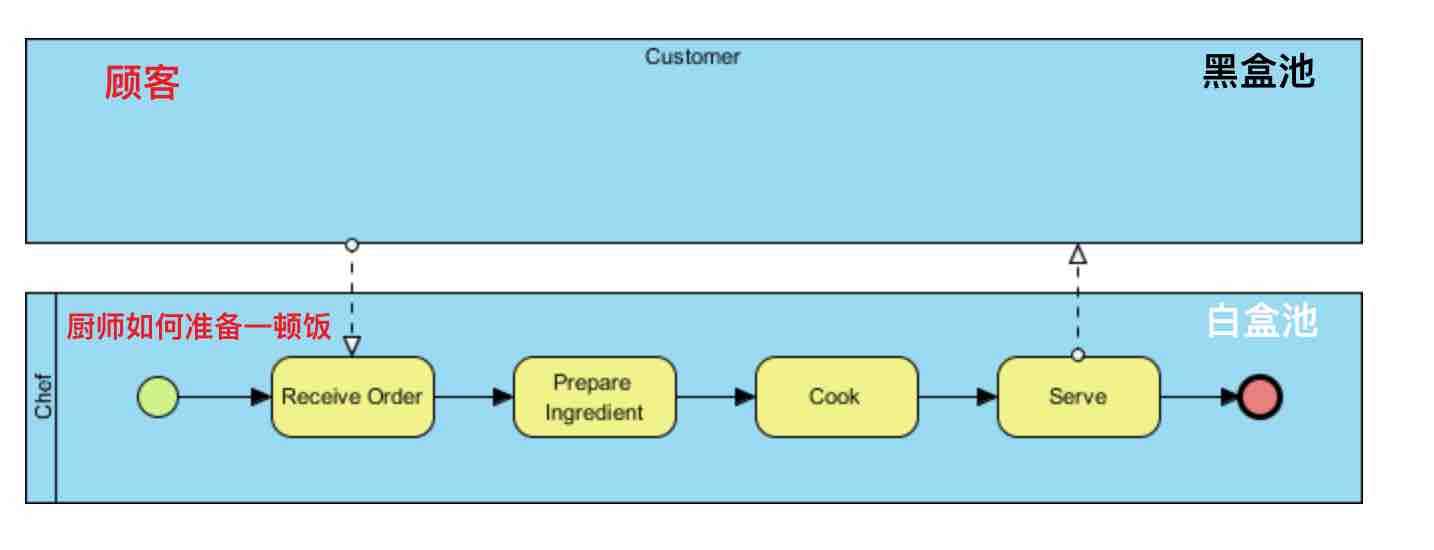 Customer
顾客
黑盒池
厨师如何准备一顿饭
白盒池
Chef
Receive Order
Prepare
Ingredient
Cook
Serve